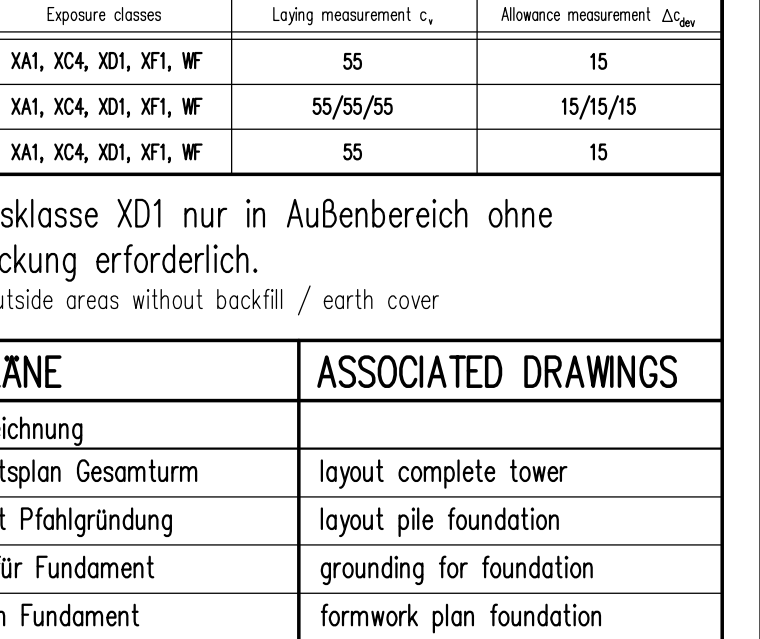 Exposure classes Laying measurement cv Allowance measurement Δcdev
XA1, XC4, XD1, XF1, WF 55 15
XA1, XC4, XD1, XF1, WF 55/55/55 15/15/15
XA1, XC4, XD1, XF1, WF 55 15
sklasse XD1 nur in Außenbereich ohne
ckung erforderlich.
utside areas without backfill / earth cover
ÄNE ASSOCIATED DRAWINGS
eichnung
tsplan Gesamturm layout complete tower
t Pfahlgründung layout pile foundation
für Fundament grounding for foundation
n Fundament formwork plan foundation